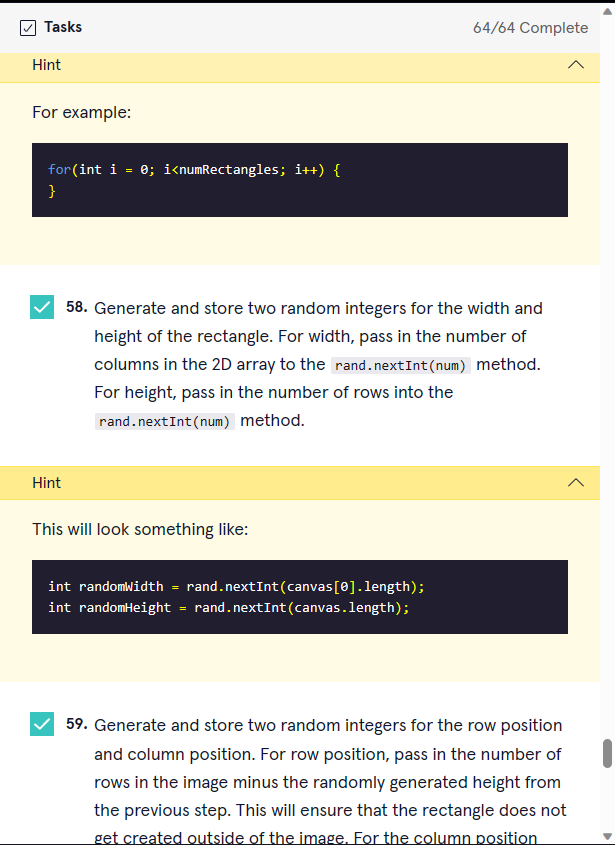 Tasks 64/64 Complete
Hint
For example:
for(int i = 0; i<numRectangles; i++) {
}
58. Generate and store two random integers for the width and
height of the rectangle. For width, pass in the number of
columns in the 2D array to the rand.nextInt(num) method.
For height, pass in the number of rows into the
rand.nextInt(num) method.
Hint
This will look something like:
int randomWidth = rand.nextInt(canvas[0].length);
int randomHeight = rand.nextInt(canvas.length);
59. Generate and store two random integers for the row position
and column position. For row position, pass in the number of
rows in the image minus the randomly generated height from
the previous step. This will ensure that the rectangle does not
get created outside of the image. For the column position